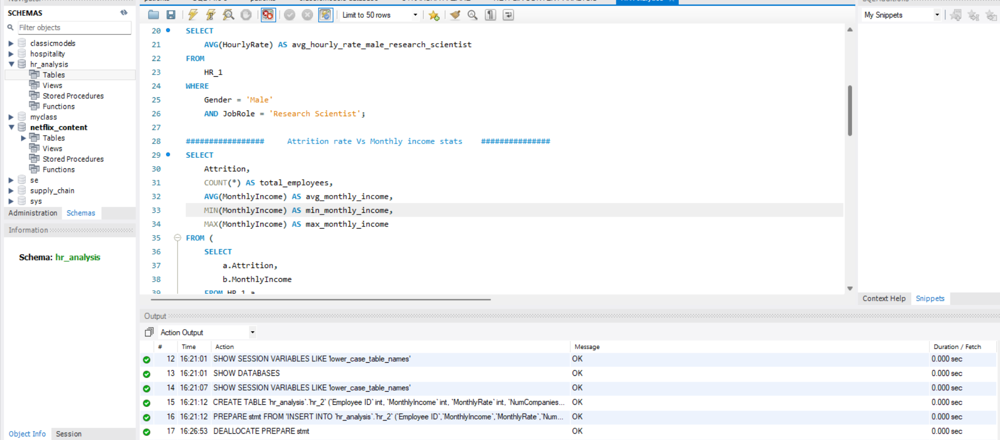 SCHEMAS
Filter objects
classicmodels
hospitality
hr_analysis
Tables
Views
Stored Procedures
Functions
myclass
netflix_content
Tables
Views
Stored Procedures
Functions
se
supply_chain
sys
Administration Schemas
Information
Schema: hr_analysis
Object Info Session
Limit to 50 rows
20 SELECT
21 AVG(HourlyRate) AS avg_hourly_rate_male_research_scientist
22 FROM
23 HR_1
24 WHERE
25 Gender = 'Male'
26 AND JobRole = 'Research Scientist';
27
28 ################# Attrition rate Vs Monthly income stats ###############
29 SELECT
30 Attrition,
31 COUNT(*) AS total_employees,
32 AVG(MonthlyIncome) AS avg_monthly_income,
33 MIN(MonthlyIncome) AS min_monthly_income,
34 MAX(MonthlyIncome) AS max_monthly_income
35 FROM (
36 SELECT
37 a.Attrition,
38 b.MonthlyIncome
39 FROM HR_1 a
My Snippets
Context Help Snippets
Output
Action Output
# Time Action Message Duration / Fetch
12 16:21:01 SHOW SESSION VARIABLES LIKE 'lower_case_table_names' OK 0.000 sec
13 16:21:01 SHOW DATABASES OK 0.000 sec
14 16:21:07 SHOW SESSION VARIABLES LIKE 'lower_case_table_names' OK 0.000 sec
15 16:21:12 CREATE TABLE `hr_analysis`.`hr_2` (`Employee ID` int, `MonthlyIncome` int, `MonthlyRate` int, `NumCompanies... OK 0.000 sec
16 16:21:12 PREPARE stmt FROM 'INSERT INTO `hr_analysis`.`hr_2` (`Employee ID`,`MonthlyIncome`,`MonthlyRate`,`Num... OK 0.000 sec
17 16:26:53 DEALLOCATE PREPARE stmt OK 0.000 sec